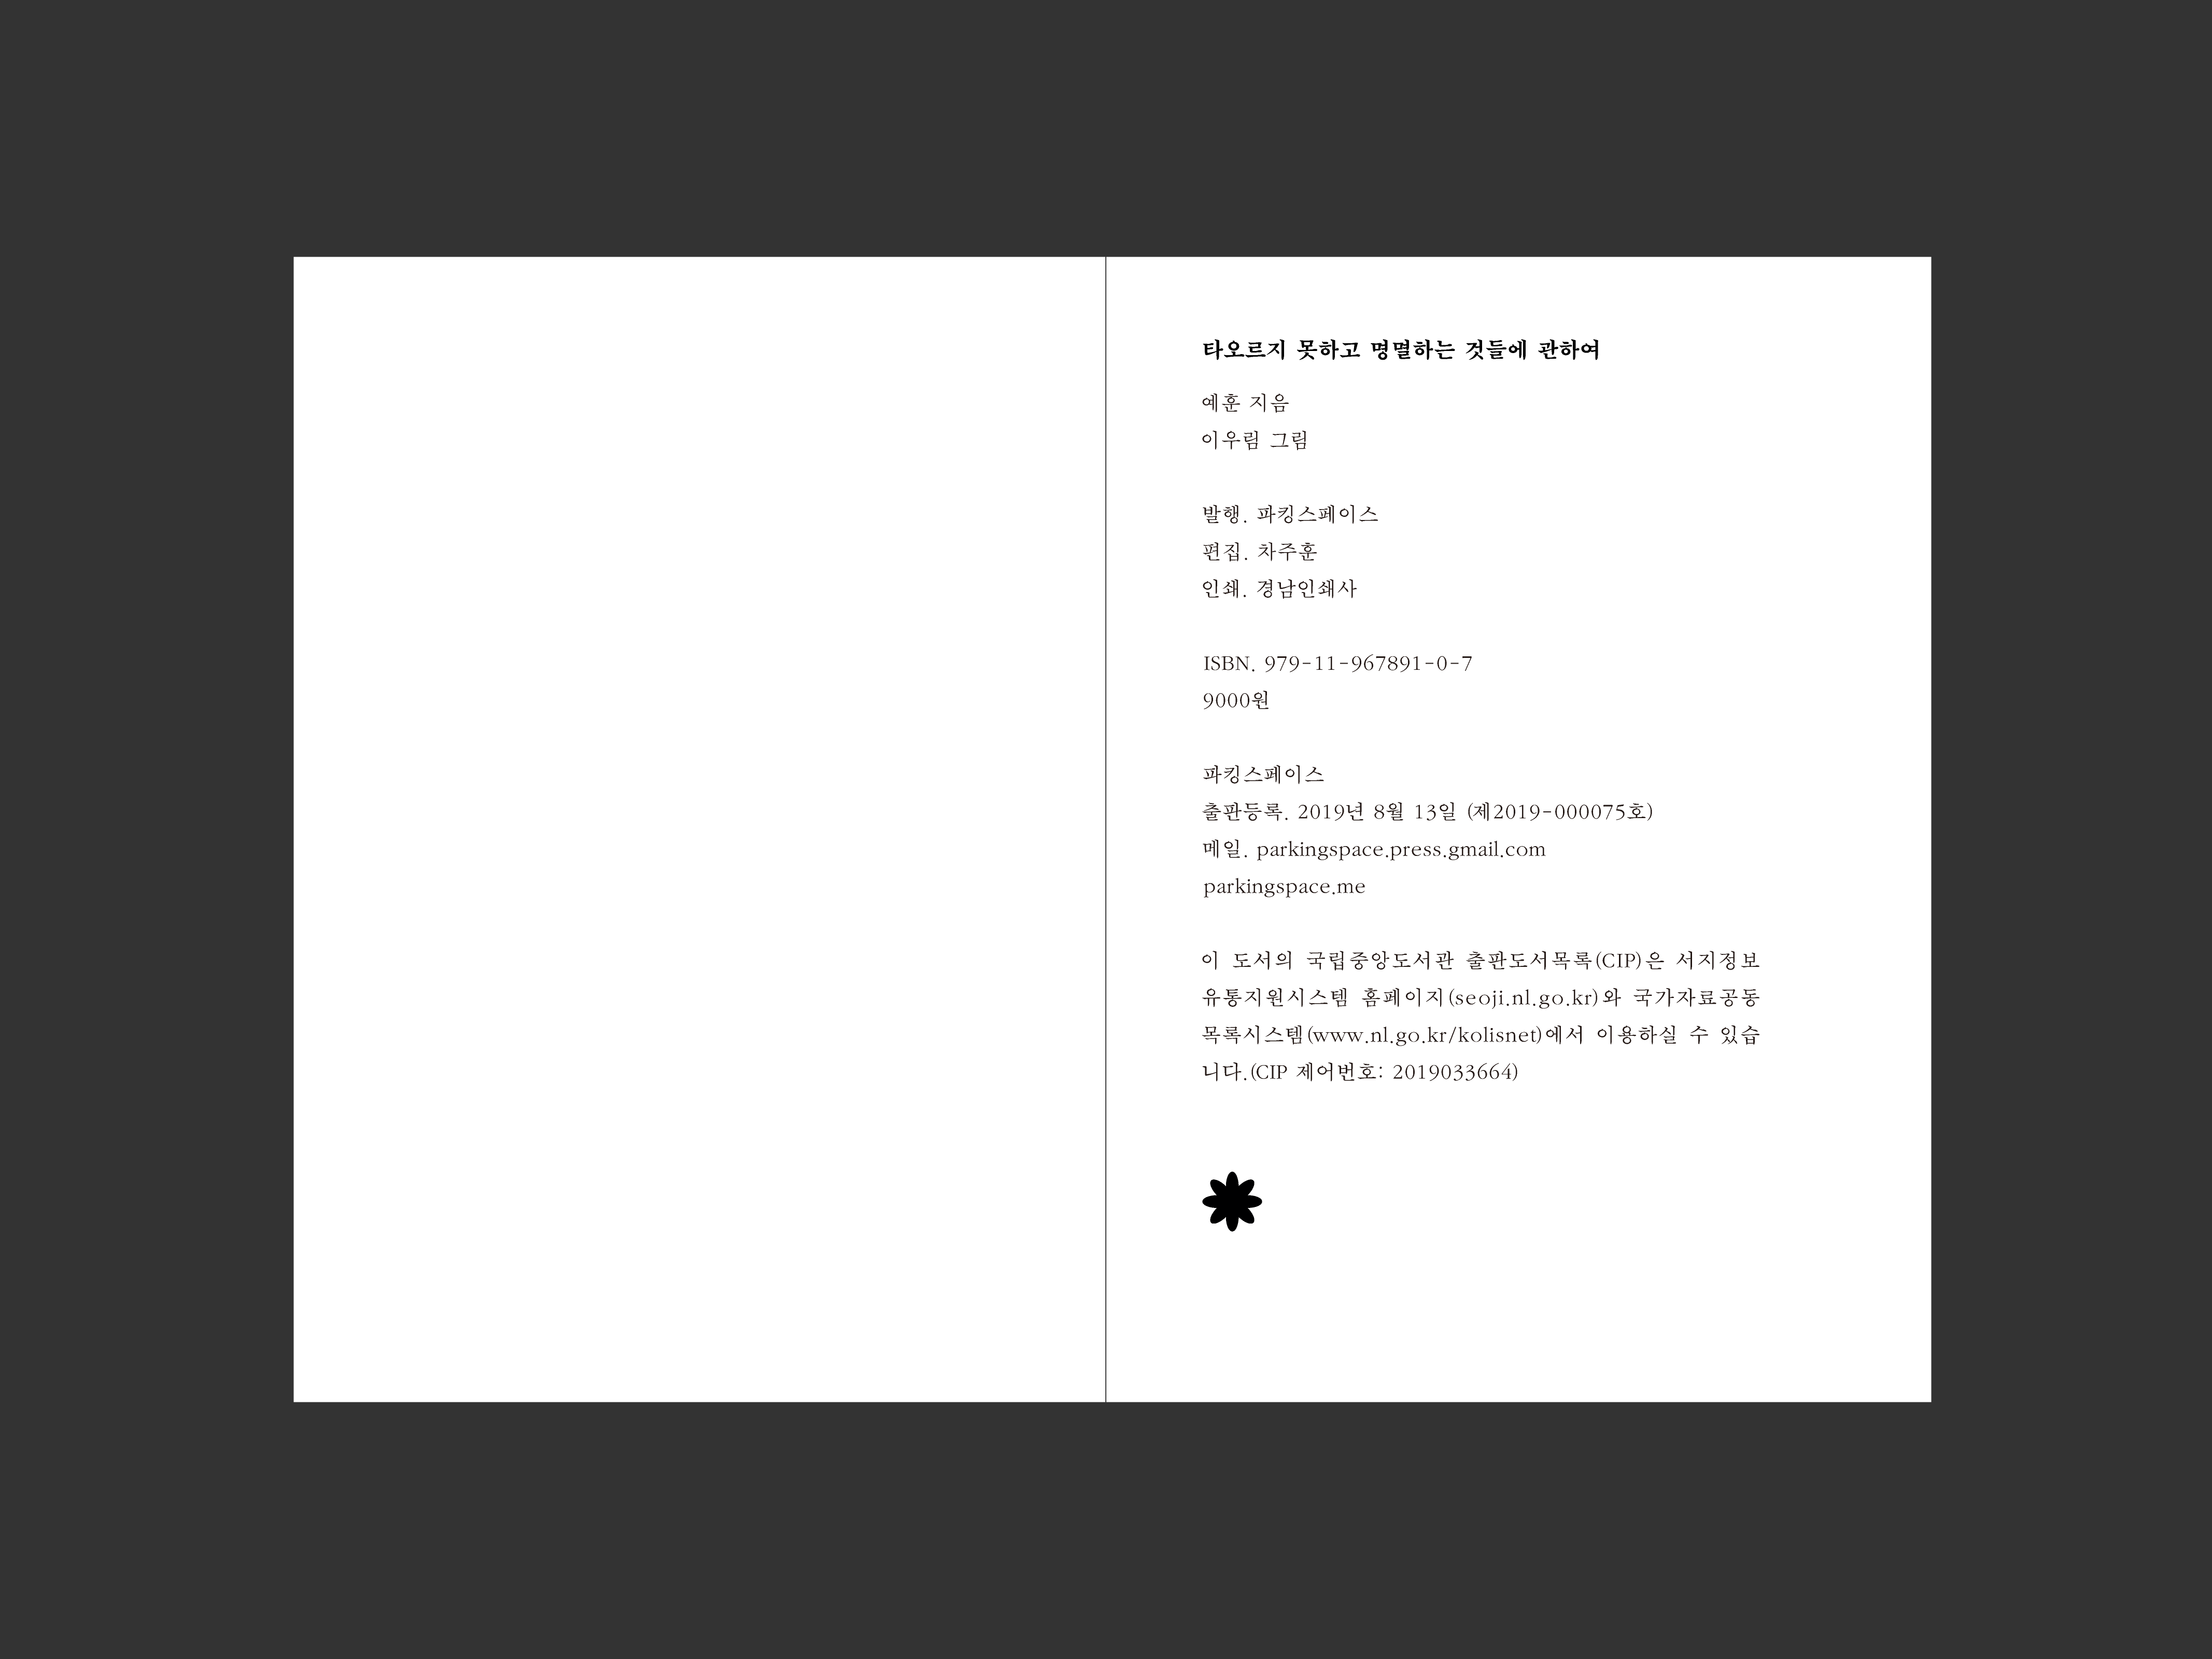 타오르지 못하고 명멸하는 것들에 관하여
예훈 지음
이우림 그림
발행. 파킹스페이스
편집. 차주훈
인쇄. 경남인쇄사
ISBN. 979-11-967891-0-7
9000원
파킹스페이스
출판등록. 2019년 8월 13일 (제2019-000075호)
메일. parkingspace.press.gmail.com
parkingspace.me
이 도서의 국립중앙도서관 출판도서목록(CIP)은 서지정보
유통지원시스템 홈페이지(seoji.nl.go.kr)와 국가자료공동
목록시스템(www.nl.go.kr/kolisnet)에서 이용하실 수 있습
니다.(CIP 제어번호: 2019033664)